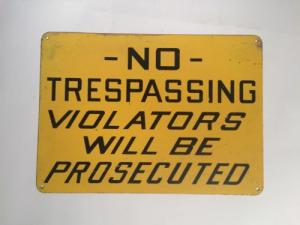 -NO-
TRESPASSING
VIOLATORS
WILL BE
PROSECUTED